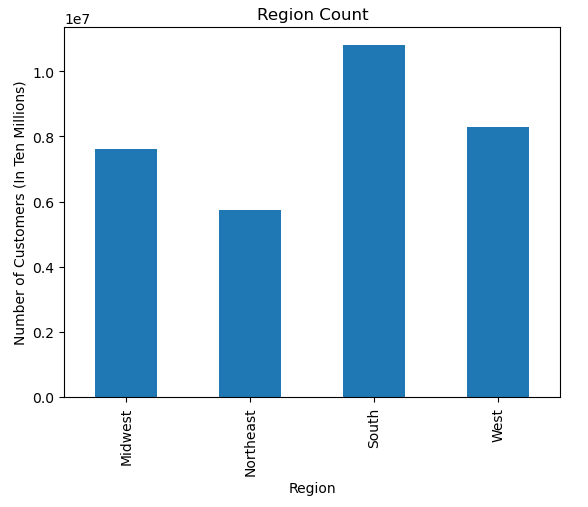 Region Count
1e7
Number of Customers (In Ten Millions)
1.0
0.8
0.6
0.4
0.2
0.0
Midwest
Northeast
South
West
Region